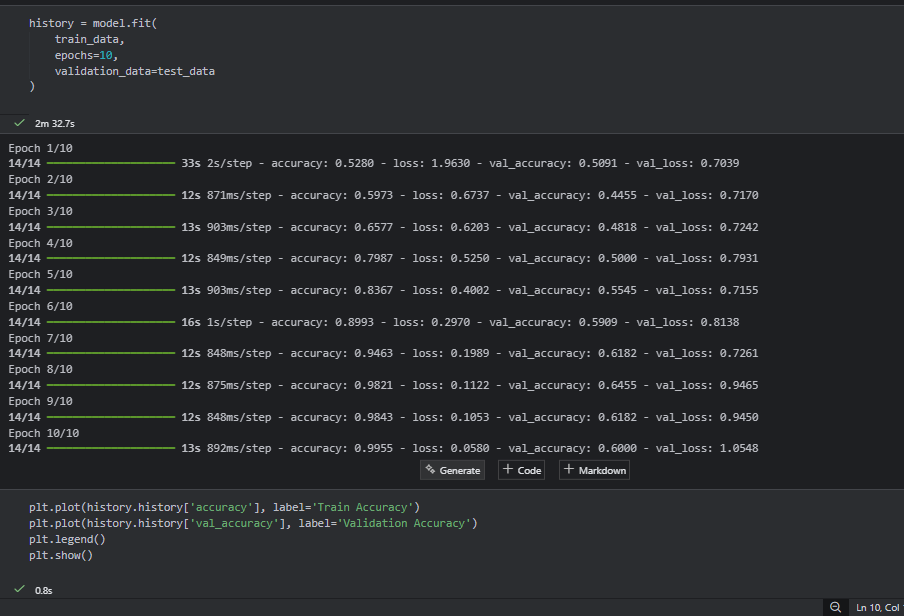 history = model.fit(
    train_data,
    epochs=10,
    validation_data=test_data
)
2m 32.7s
Epoch 1/10
14/14 33s 2s/step - accuracy: 0.5280 - loss: 1.9630 - val_accuracy: 0.5091 - val_loss: 0.7039
Epoch 2/10
14/14 12s 871ms/step - accuracy: 0.5973 - loss: 0.6737 - val_accuracy: 0.4455 - val_loss: 0.7170
Epoch 3/10
14/14 13s 903ms/step - accuracy: 0.6577 - loss: 0.6203 - val_accuracy: 0.4818 - val_loss: 0.7242
Epoch 4/10
14/14 12s 849ms/step - accuracy: 0.7987 - loss: 0.5250 - val_accuracy: 0.5000 - val_loss: 0.7931
Epoch 5/10
14/14 13s 903ms/step - accuracy: 0.8367 - loss: 0.4002 - val_accuracy: 0.5545 - val_loss: 0.7155
Epoch 6/10
14/14 16s 1s/step - accuracy: 0.8993 - loss: 0.2970 - val_accuracy: 0.5909 - val_loss: 0.8138
Epoch 7/10
14/14 12s 848ms/step - accuracy: 0.9463 - loss: 0.1989 - val_accuracy: 0.6182 - val_loss: 0.7261
Epoch 8/10
14/14 12s 875ms/step - accuracy: 0.9821 - loss: 0.1122 - val_accuracy: 0.6455 - val_loss: 0.9465
Epoch 9/10
14/14 12s 848ms/step - accuracy: 0.9843 - loss: 0.1053 - val_accuracy: 0.6182 - val_loss: 0.9450
Epoch 10/10
14/14 13s 892ms/step - accuracy: 0.9955 - loss: 0.0580 - val_accuracy: 0.6000 - val_loss: 1.0548
Generate + Code + Markdown
plt.plot(history.history['accuracy'], label='Train Accuracy')
plt.plot(history.history['val_accuracy'], label='Validation Accuracy')
plt.legend()
plt.show()
0.8s
Ln 10, Col